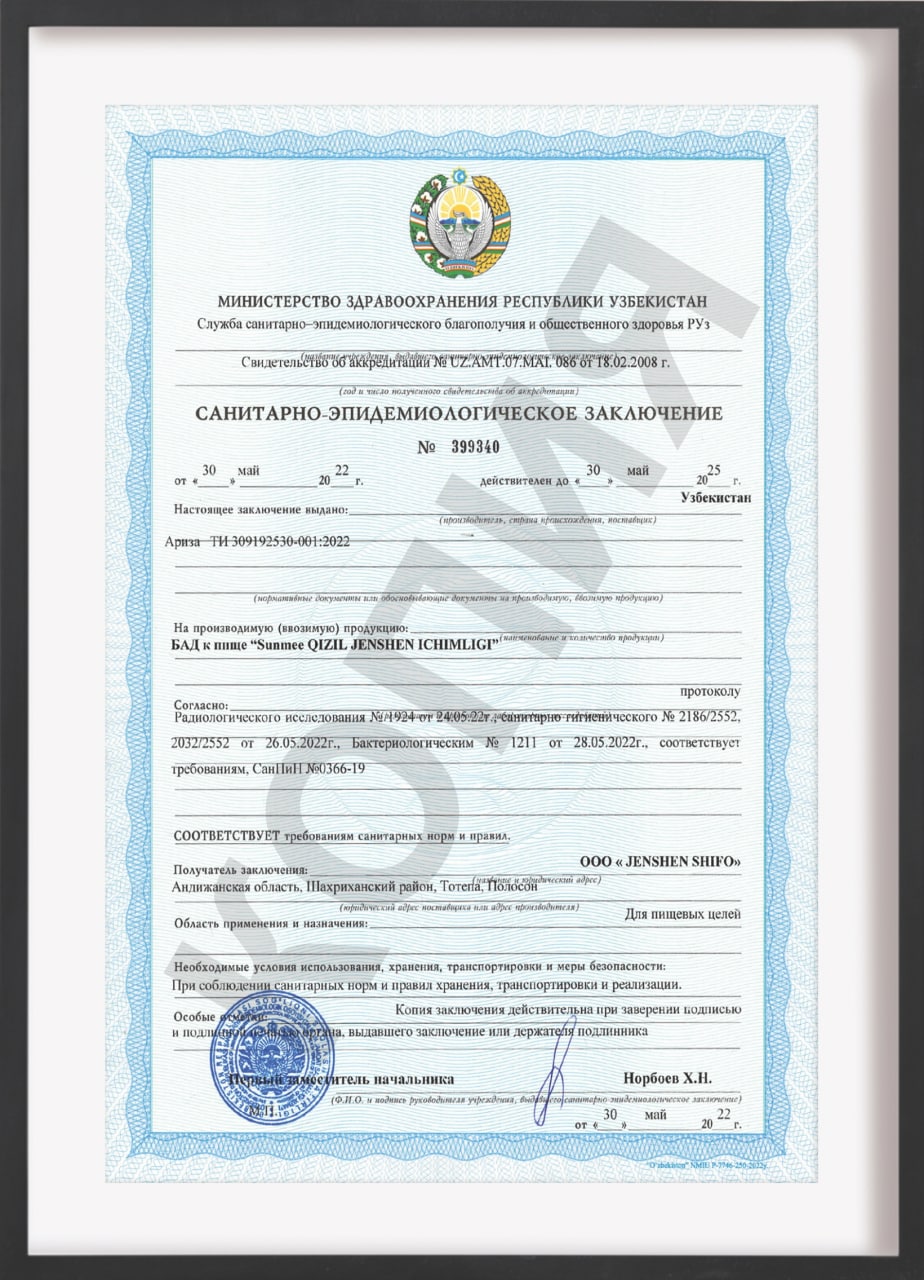 МИНИСТЕРСТВО ЗДРАВООХРАНЕНИЯ РЕСПУБЛИКИ УЗБЕКИСТАН
Служба санитарно–эпидемиологического благополучия и общественного здоровья РУз
(название учреждения, выдавшего санитарно-эпидемиологическое заключение)
Свидетельство об аккредитации № UZ.AMT.07.MAI. 086 от 18.02.2008 г.
(год и число полученного свидетельства об аккредитации)
САНИТАРНО-ЭПИДЕМИОЛОГИЧЕСКОЕ ЗАКЛЮЧЕНИЕ
№ 399340
от «30» май 2022 г. действителен до «30» май 2025 г.
Узбекистан
Настоящее заключение выдано:
(производитель, страна происхождения, поставщик)
Ариза ТИ 309192530-001:2022
(нормативные документы или обосновывающие документы на производимую, ввозимую продукцию)
На производимую (ввозимую) продукцию:
(наименование и количество продукции)
БАД к пище “Sunmee QIZIL JENSHEN ICHIMLIGI”
протоколу
Согласно:
Радиологического исследования № 1924 от 24.05.22г., санитарно гигиенического № 2186/2552,
2032/2552 от 26.05.2022г., Бактериологическим № 1211 от 28.05.2022г., соответствует
требованиям, СанПиН №0366-19
СООТВЕТСТВУЕТ требованиям санитарных норм и правил.
ООО « JENSHEN SHIFO»
Получатель заключения:
(название и юридический адрес)
Андижанская область, Шахриханский район, Тотепа, Полосон
(юридический адрес поставщика или адрес производителя)
Для пищевых целей
Область применения и назначения:
Необходимые условия использования, хранения, транспортировки и меры безопасности:
При соблюдении санитарных норм и правил хранения, транспортировки и реализации.
Особые отметки: Копия заключения действительна при заверении подписью
и подлинной печатью органа, выдавшего заключение или держателя подлинника
Первый заместитель начальника Норбоев Х.Н.
(Ф.И.О. и подпись руководителя учреждения, выдавшего санитарно-эпидемиологическое заключение)
М.П.
от «30» май 2022 г.
"O'zbekiston" NMIU P-7746-250-2022y.
КОПИЯ